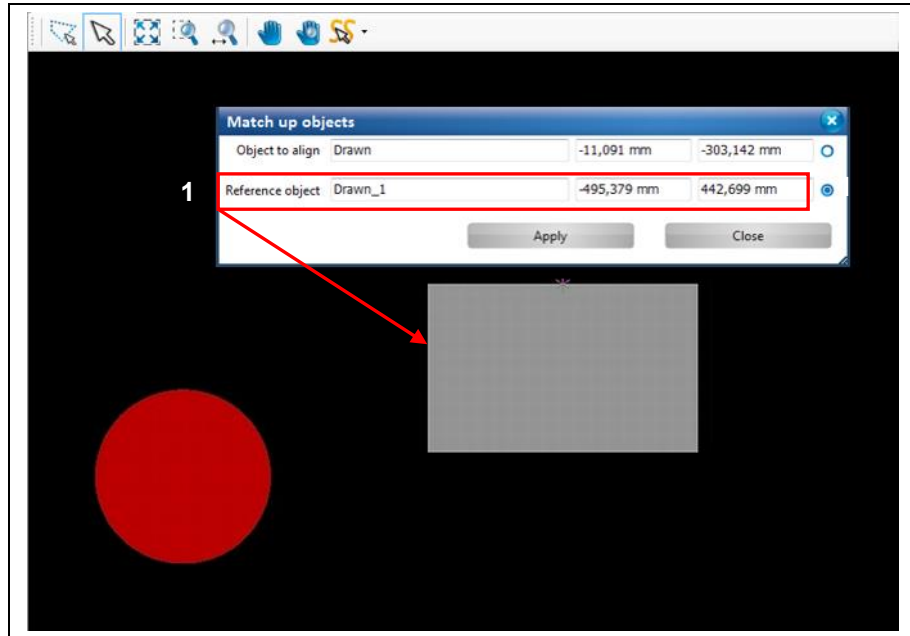 SS
Match up objects
Object to align Drawn -11,091 mm -303,142 mm
1 Reference object Drawn_1 -495,379 mm 442,699 mm
Apply Close